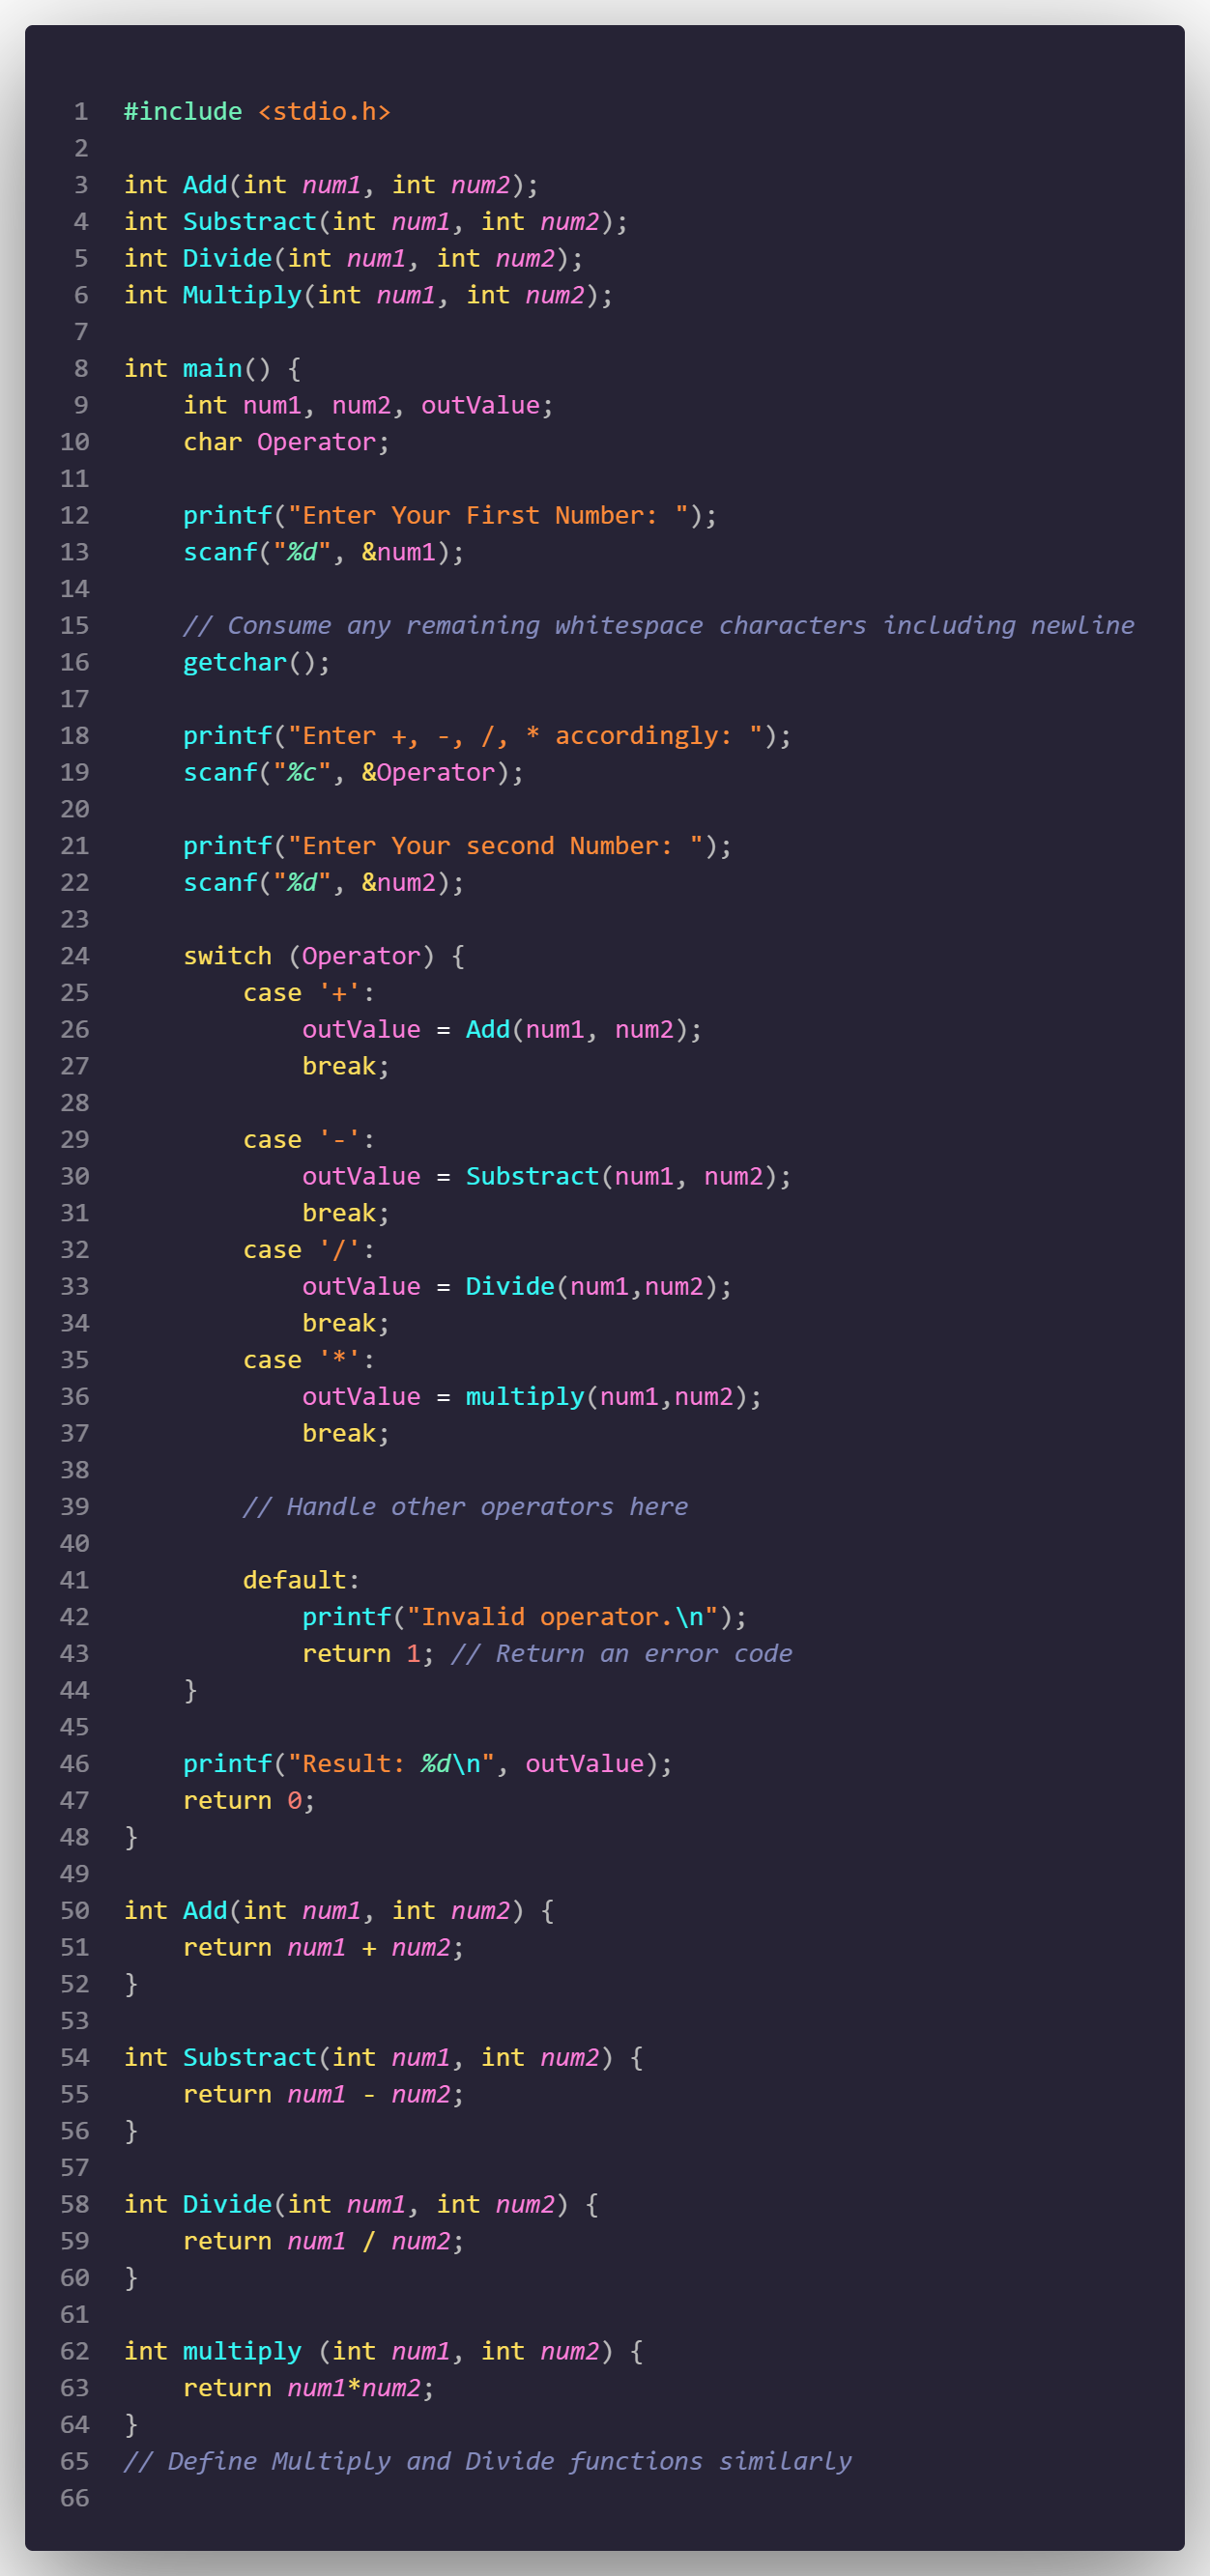 1 #include <stdio.h>
2
3 int Add(int num1, int num2);
4 int Substract(int num1, int num2);
5 int Divide(int num1, int num2);
6 int Multiply(int num1, int num2);
7
8 int main() {
9     int num1, num2, outValue;
10     char Operator;
11
12     printf("Enter Your First Number: ");
13     scanf("%d", &num1);
14
15     // Consume any remaining whitespace characters including newline
16     getchar();
17
18     printf("Enter +, -, /, * accordingly: ");
19     scanf("%c", &Operator);
20
21     printf("Enter Your second Number: ");
22     scanf("%d", &num2);
23
24     switch (Operator) {
25         case '+':
26             outValue = Add(num1, num2);
27             break;
28
29         case '-':
30             outValue = Substract(num1, num2);
31             break;
32         case '/':
33             outValue = Divide(num1,num2);
34             break;
35         case '*':
36             outValue = multiply(num1,num2);
37             break;
38
39         // Handle other operators here
40
41         default:
42             printf("Invalid operator.\n");
43             return 1; // Return an error code
44     }
45
46     printf("Result: %d\n", outValue);
47     return 0;
48 }
49
50 int Add(int num1, int num2) {
51     return num1 + num2;
52 }
53
54 int Substract(int num1, int num2) {
55     return num1 - num2;
56 }
57
58 int Divide(int num1, int num2) {
59     return num1 / num2;
60 }
61
62 int multiply (int num1, int num2) {
63     return num1*num2;
64 }
65 // Define Multiply and Divide functions similarly
66